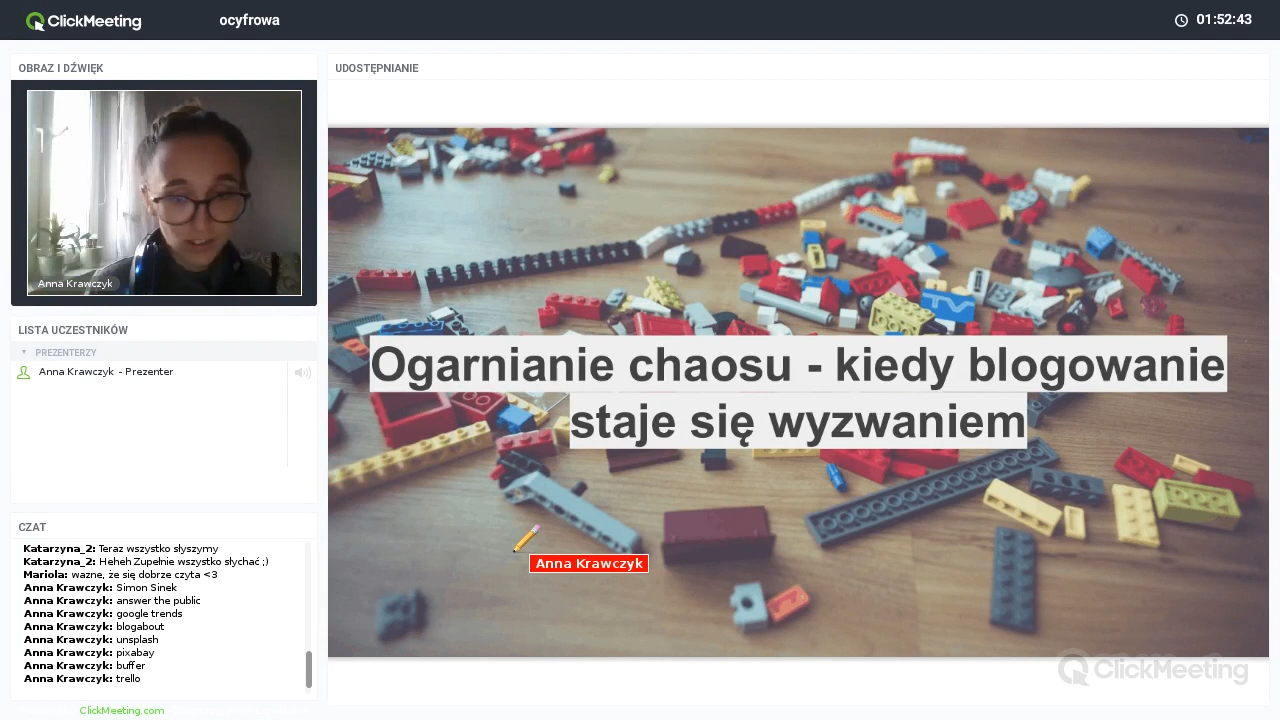 ClickMeeting
ocyfrowa
01:52:43
OBRAZ I DŹWIĘK
Anna Krawczyk
LISTA UCZESTNIKÓW
PREZENTERZY
Anna Krawczyk - Prezenter
CZAT
Katarzyna_2: Teraz wszystko słyszymy
Katarzyna_2: Heheh Zupełnie wszystko słychać ;)
Mariola: wazne, że się dobrze czyta <3
Anna Krawczyk: Simon Sinek
Anna Krawczyk: answer the public
Anna Krawczyk: google trends
Anna Krawczyk: blogabout
Anna Krawczyk: unsplash
Anna Krawczyk: pixabay
Anna Krawczyk: buffer
Anna Krawczyk: trello
ClickMeeting.com
UDOSTĘPNIANIE
Ogarnianie chaosu - kiedy blogowanie
staje się wyzwaniem
Anna Krawczyk
ClickMeeting